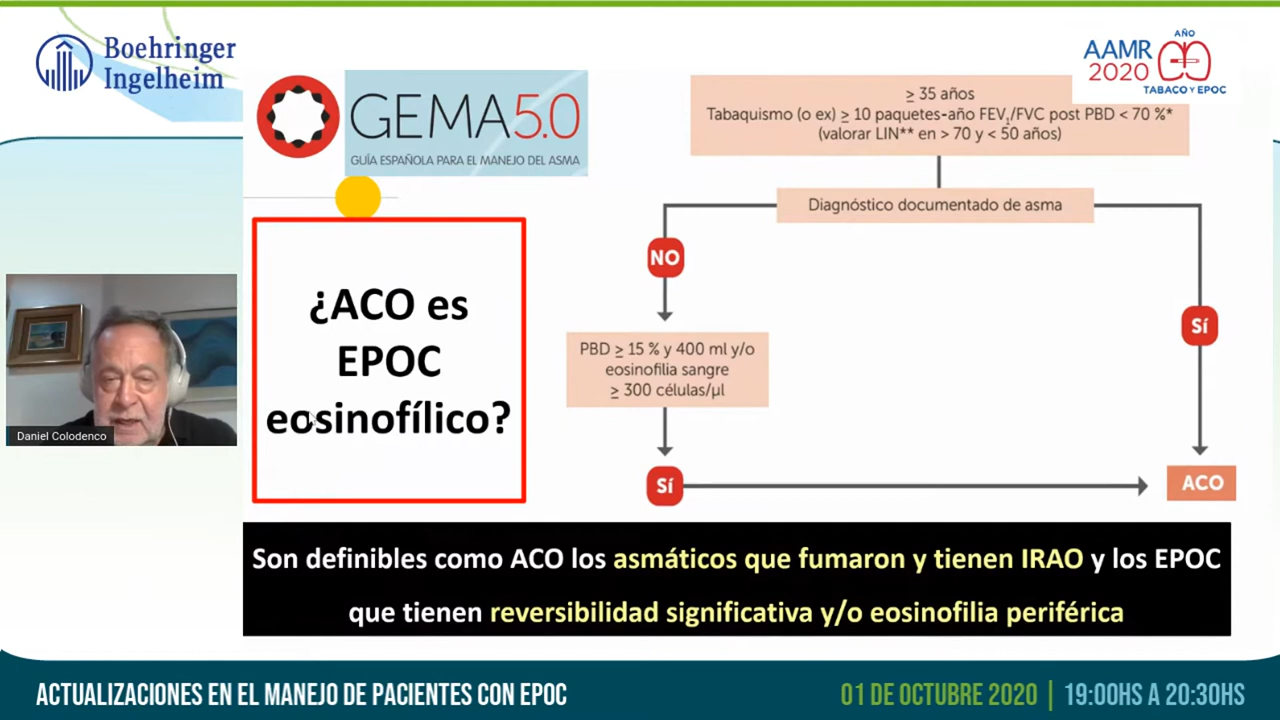 Boehringer
Ingelheim
GEMA5.0
GUÍA ESPAÑOLA PARA EL MANEJO DEL ASMA
AAMR
2020
AÑO
TABACO Y EPOC
≥ 35 años
Tabaquismo (o ex) ≥ 10 paquetes-año FEV1/FVC post PBD < 70 %*
(valorar LIN** en > 70 y < 50 años)
Diagnóstico documentado de asma
NO
Sí
PBD ≥ 15 % y 400 ml y/o
eosinofilia sangre
≥ 300 células/µl
Sí
ACO
¿ACO es
EPOC
eosinofílico?
Daniel Colodenco
Son definibles como ACO los asmáticos que fumaron y tienen IRAO y los EPOC
que tienen reversibilidad significativa y/o eosinofilia periférica
ACTUALIZACIONES EN EL MANEJO DE PACIENTES CON EPOC
01 DE OCTUBRE 2020 | 19:00HS A 20:30HS